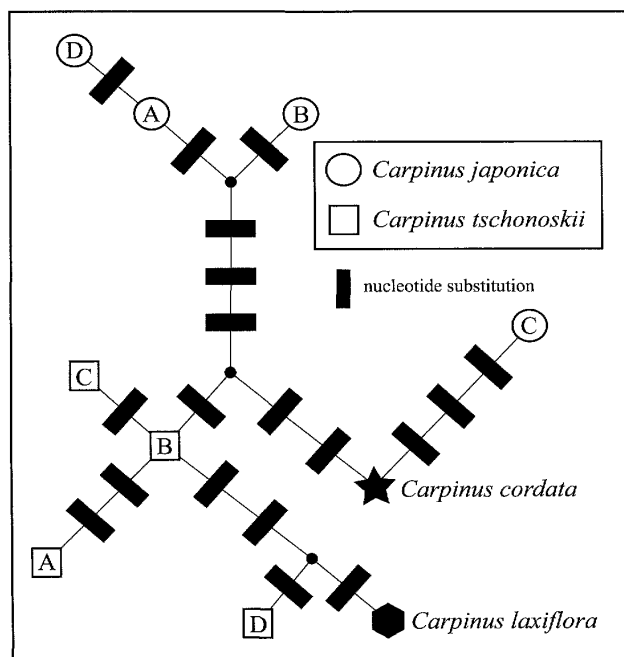 D
A
B
Carpinus japonica
Carpinus tschonoskii
nucleotide substitution
C
C
B
Carpinus cordata
A
D
Carpinus laxiflora